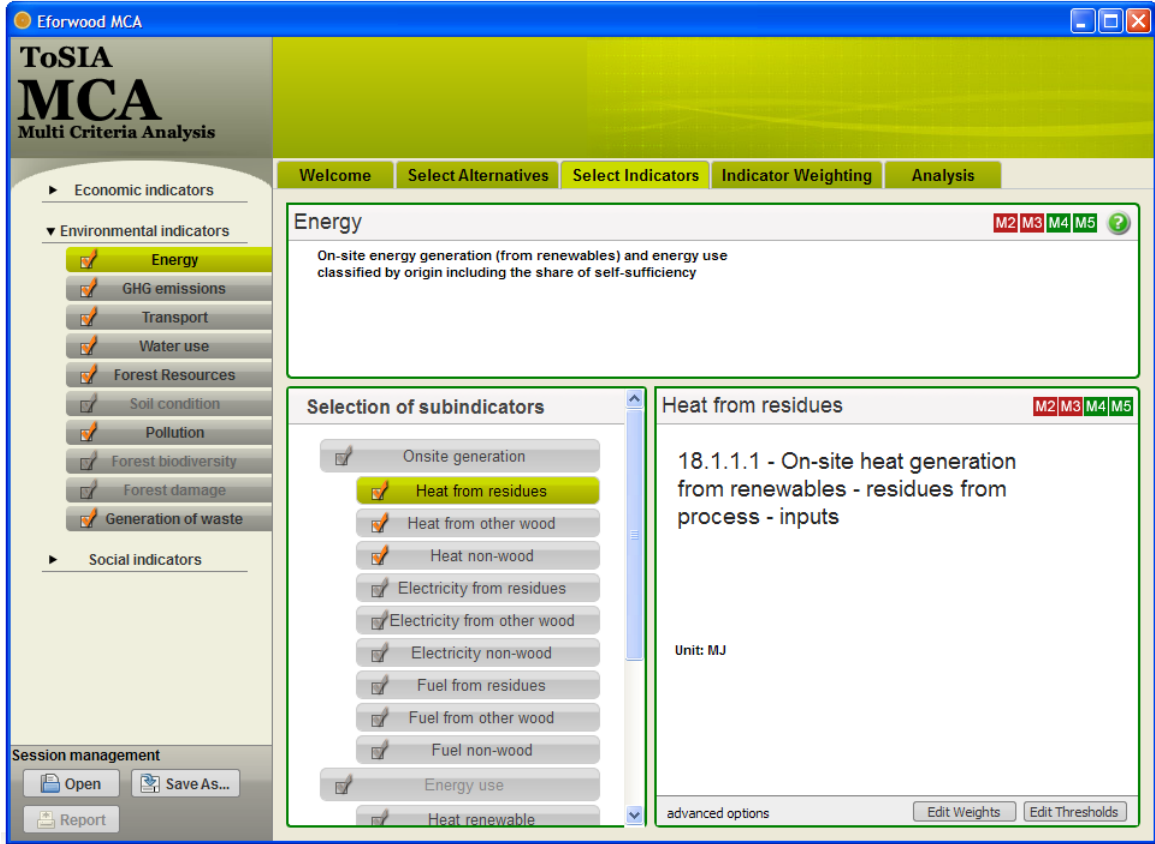 Eforwood MCA
ToSIA
MCA
Multi Criteria Analysis
Welcome
Select Alternatives
Select Indicators
Indicator Weighting
Analysis
Economic indicators
Environmental indicators
Energy
GHG emissions
Transport
Water use
Forest Resources
Soil condition
Pollution
Forest biodiversity
Forest damage
Generation of waste
Social indicators
Session management
Open
Save As...
Report
Energy
M2 M3 M4 M5
?
On-site energy generation (from renewables) and energy use
classified by origin including the share of self-sufficiency
Selection of subindicators
Onsite generation
Heat from residues
Heat from other wood
Heat non-wood
Electricity from residues
Electricity from other wood
Electricity non-wood
Fuel from residues
Fuel from other wood
Fuel non-wood
Energy use
Heat renewable
Heat from residues
M2 M3 M4 M5
18.1.1.1 - On-site heat generation
from renewables - residues from
process - inputs
Unit: MJ
advanced options
Edit Weights
Edit Thresholds